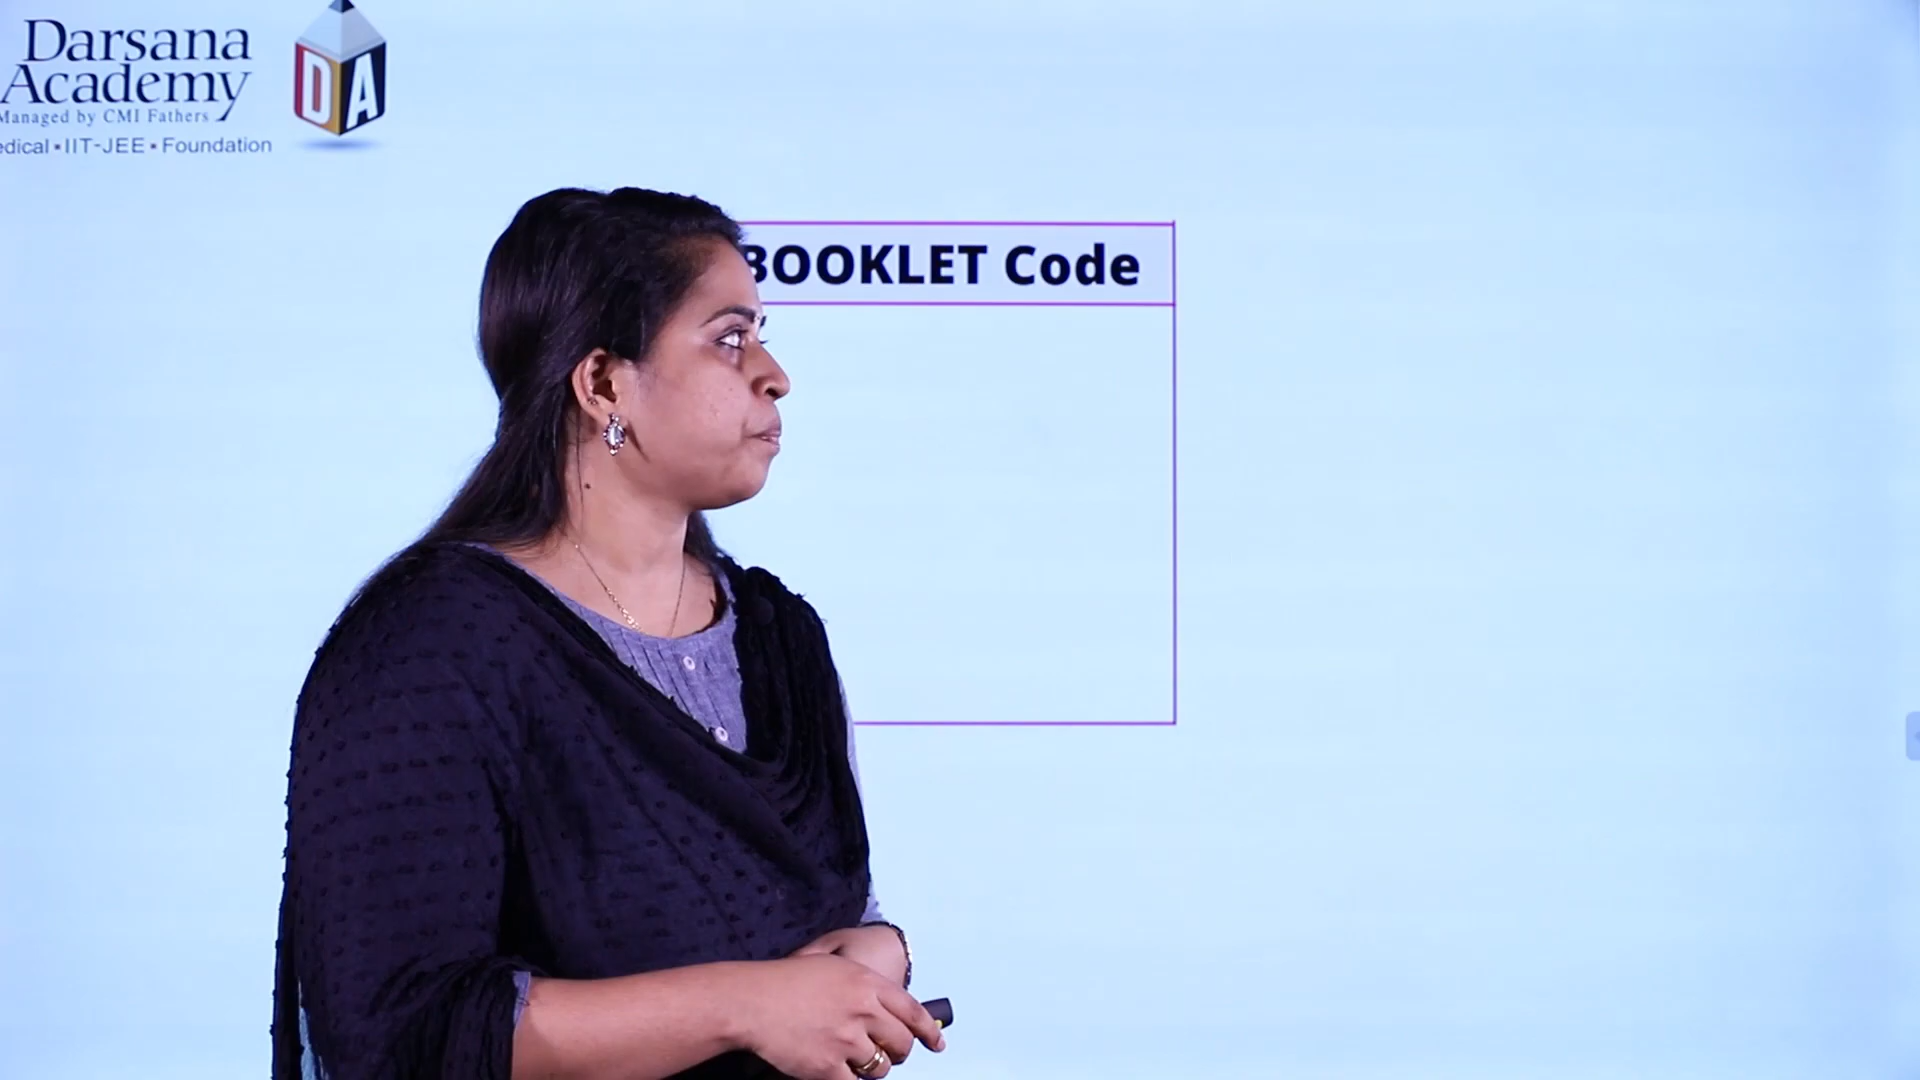 Darsana
Academy
Managed by CMI Fathers
edical ▪ IIT-JEE ▪ Foundation
DA
BOOKLET Code